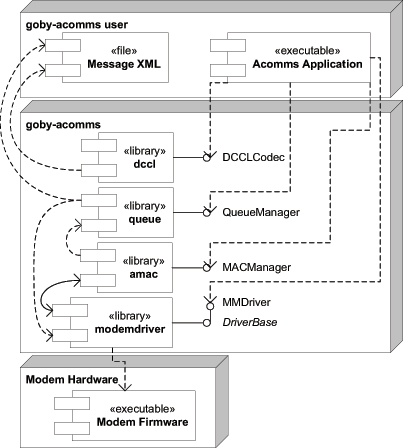 goby-acomms user
«file»
Message XML
«executable»
Acomms Application
goby-acomms
«library»
dccl
DCCLCodec
«library»
queue
QueueManager
«library»
amac
MACManager
«library»
modemdriver
MMDriver
DriverBase
Modem Hardware
«executable»
Modem Firmware